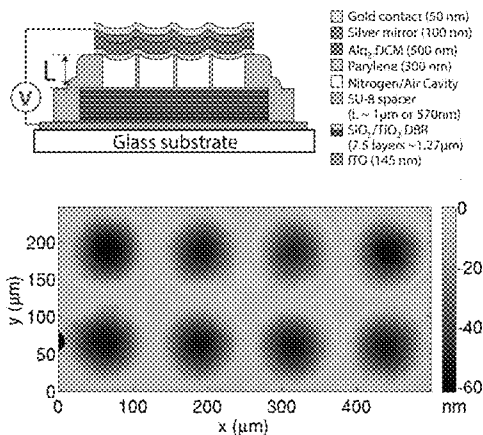 Gold contact (50 nm)
Silver mirror (100 nm)
Alq₃:DCM (500 nm)
Parylene (300 nm)
Nitrogen/Air Cavity
SU-8 spacer
(L ~ 1μm or 570nm)
SiO₂/TiO₂ DBR
(7.5 layers ~1.27μm)
ITO (145 nm)
L
V
Glass substrate
0
-20
-40
-60
nm
200
150
100
50
0
y (μm)
0
100
200
300
400
x (μm)